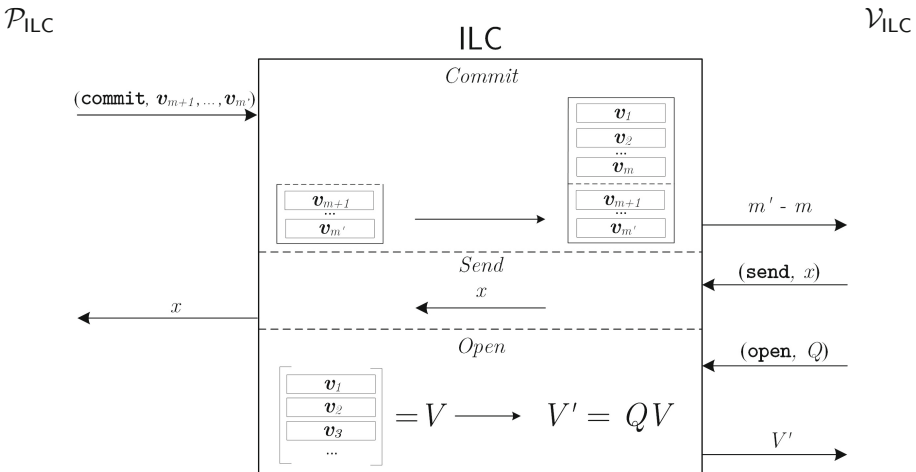 𝒫_ILC
𝒱_ILC
ILC
Commit
(commit, v_{m+1}, ..., v_{m'})
v_1
v_2
...
v_m
v_{m+1}
...
v_{m'}
v_{m+1}
...
v_{m'}
m' - m
Send
(send, x)
x
x
Open
(open, Q)
v_1
v_2
v_3
...
= V
V' = QV
V'